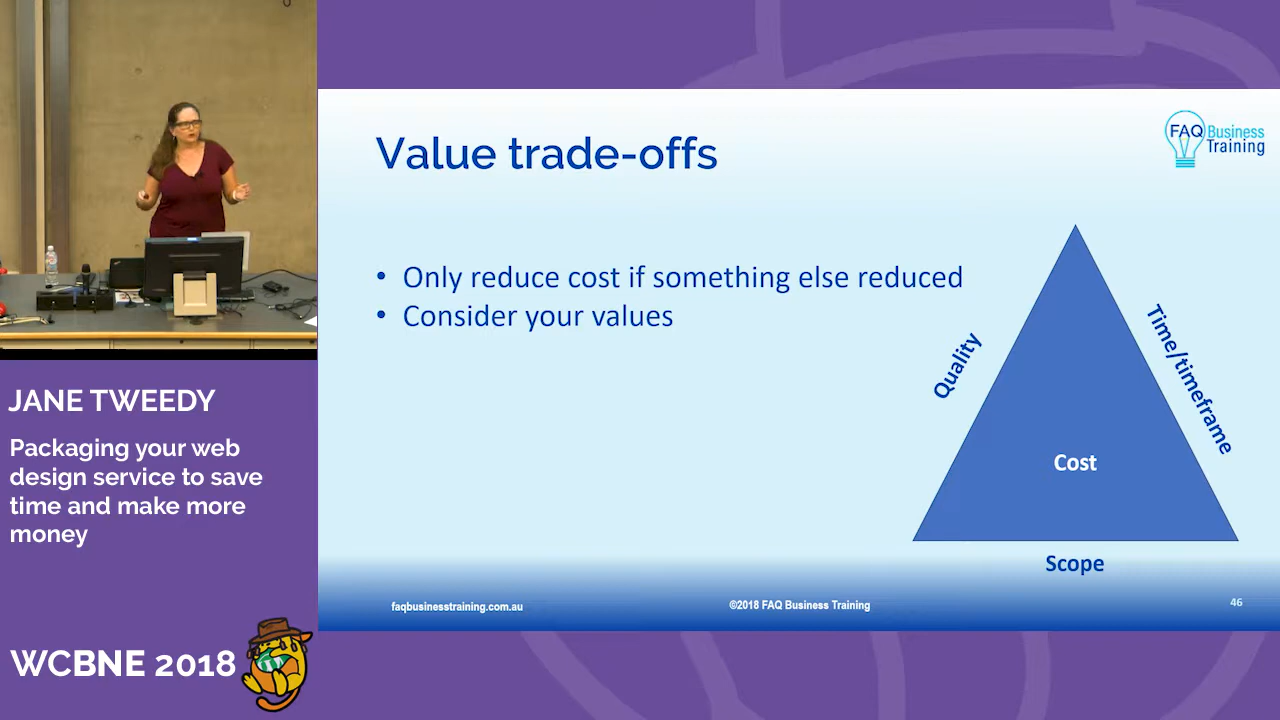 Value trade-offs
FAQ Business
Training
• Only reduce cost if something else reduced
• Consider your values
Quality
Time/timeframe
Cost
Scope
faqbusinesstraining.com.au
©2018 FAQ Business Training
46
JANE TWEEDY
Packaging your web
design service to save
time and make more
money
WCBNE 2018